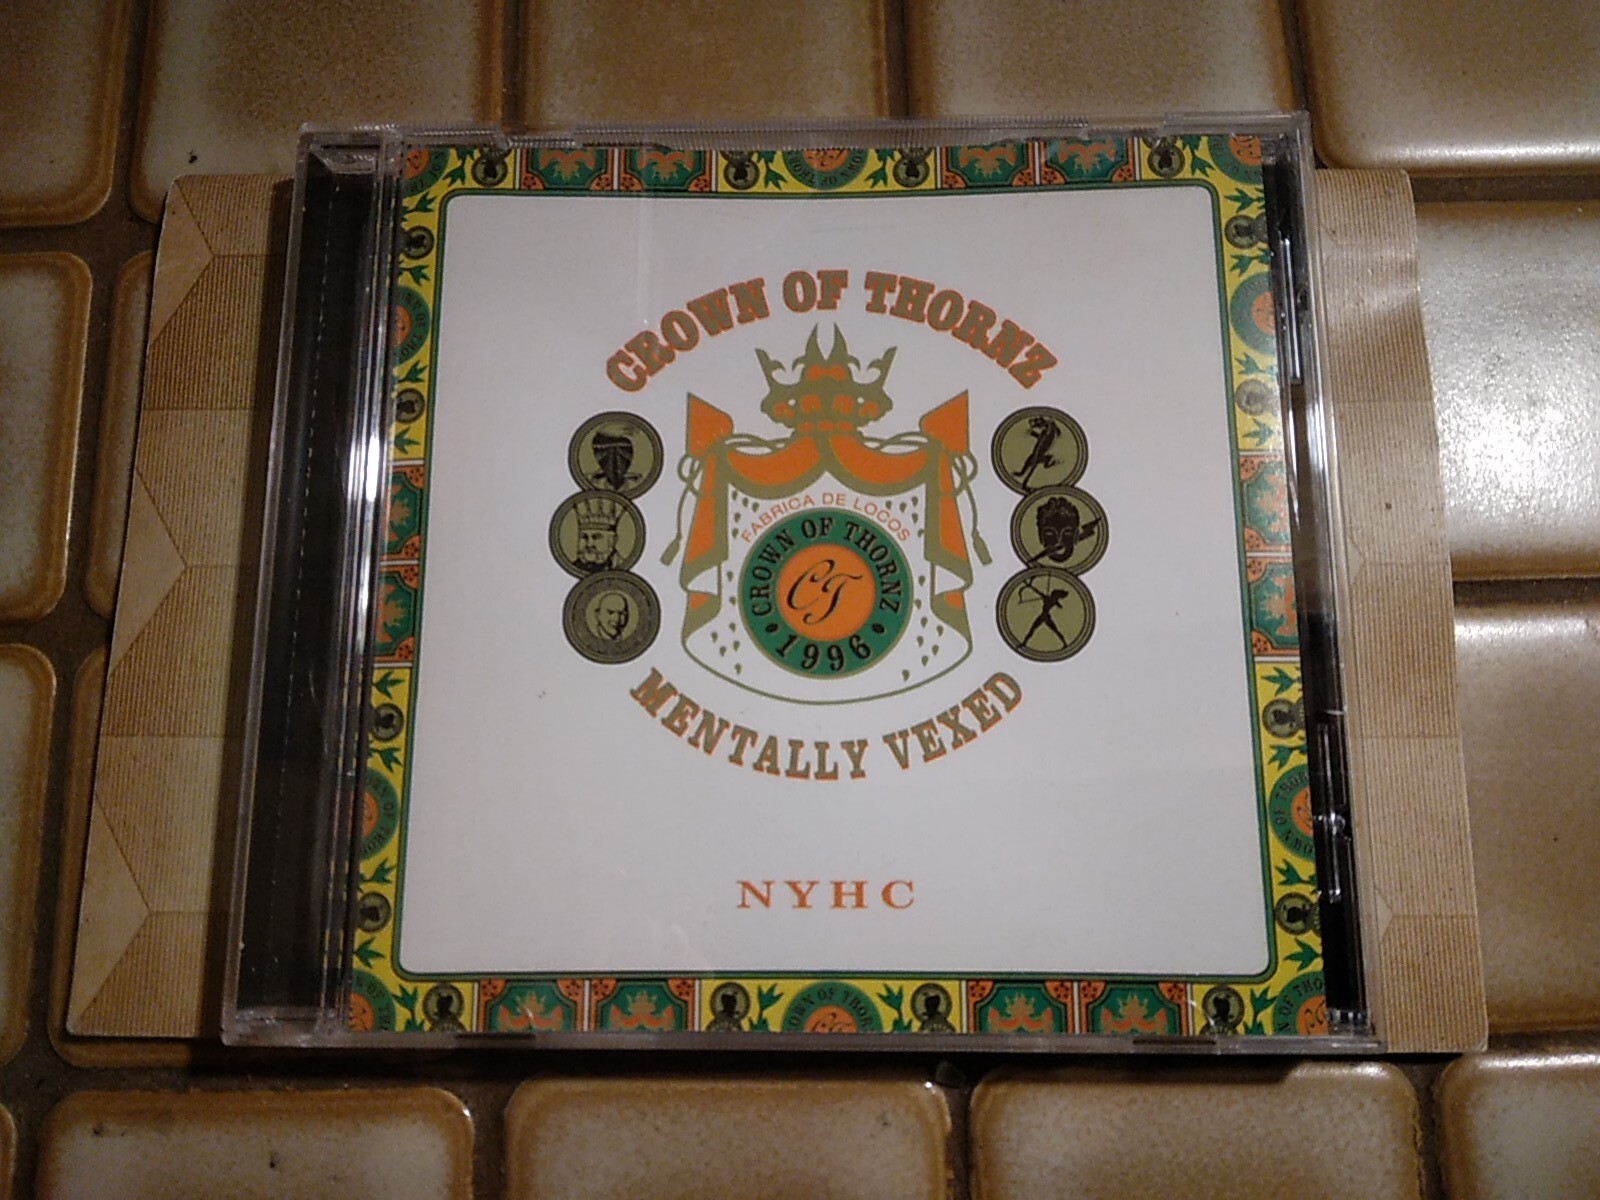 CROWN OF THORNZ
FABRICA DE LOCOS
CROWN OF THORNZ
CT
• 1996 •
MENTALLY VEXED
NYHC